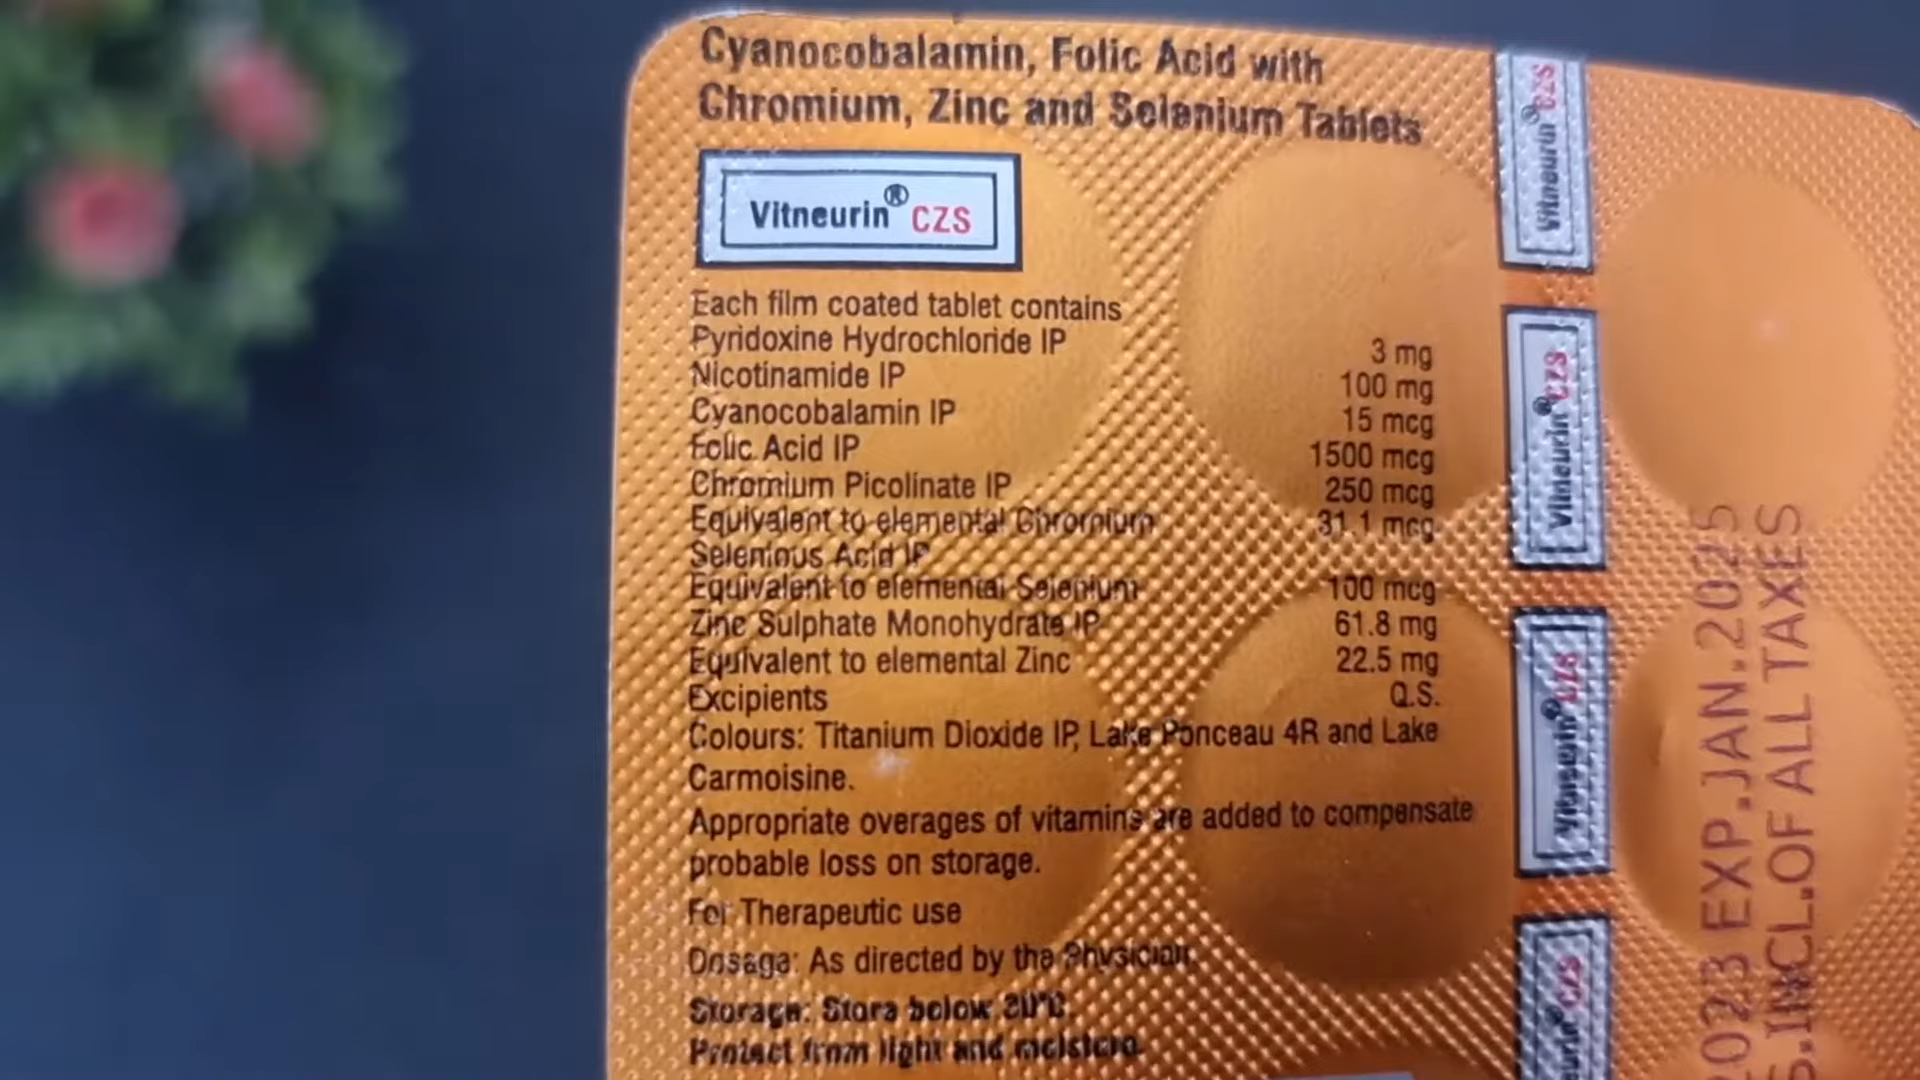 Cyanocobalamin, Folic Acid with
Chromium, Zinc and Selenium Tablets
Vitneurin® CZS
Each film coated tablet contains
Pyridoxine Hydrochloride IP 3 mg
Nicotinamide IP 100 mg
Cyanocobalamin IP 15 mcg
Folic Acid IP 1500 mcg
Chromium Picolinate IP 250 mcg
Equivalent to elemental Chromium 31.1 mcg
Selenious Acid IP
Equivalent to elemental Selenium 100 mcg
Zinc Sulphate Monohydrate IP 61.8 mg
Equivalent to elemental Zinc 22.5 mg
Excipients Q.S.
Colours: Titanium Dioxide IP, Lake Ponceau 4R and Lake
Carmoisine.
Appropriate overages of vitamins are added to compensate
probable loss on storage.
For Therapeutic use
Dosage: As directed by the Physician.
Storage: Store below 30°C.
Protect from light and moisture.
Vitneurin® CZS
Vitneurin® CZS
Vitneurin® CZS
CZS
2023 EXP.JAN.2025
S.INCL.OF ALL TAXES